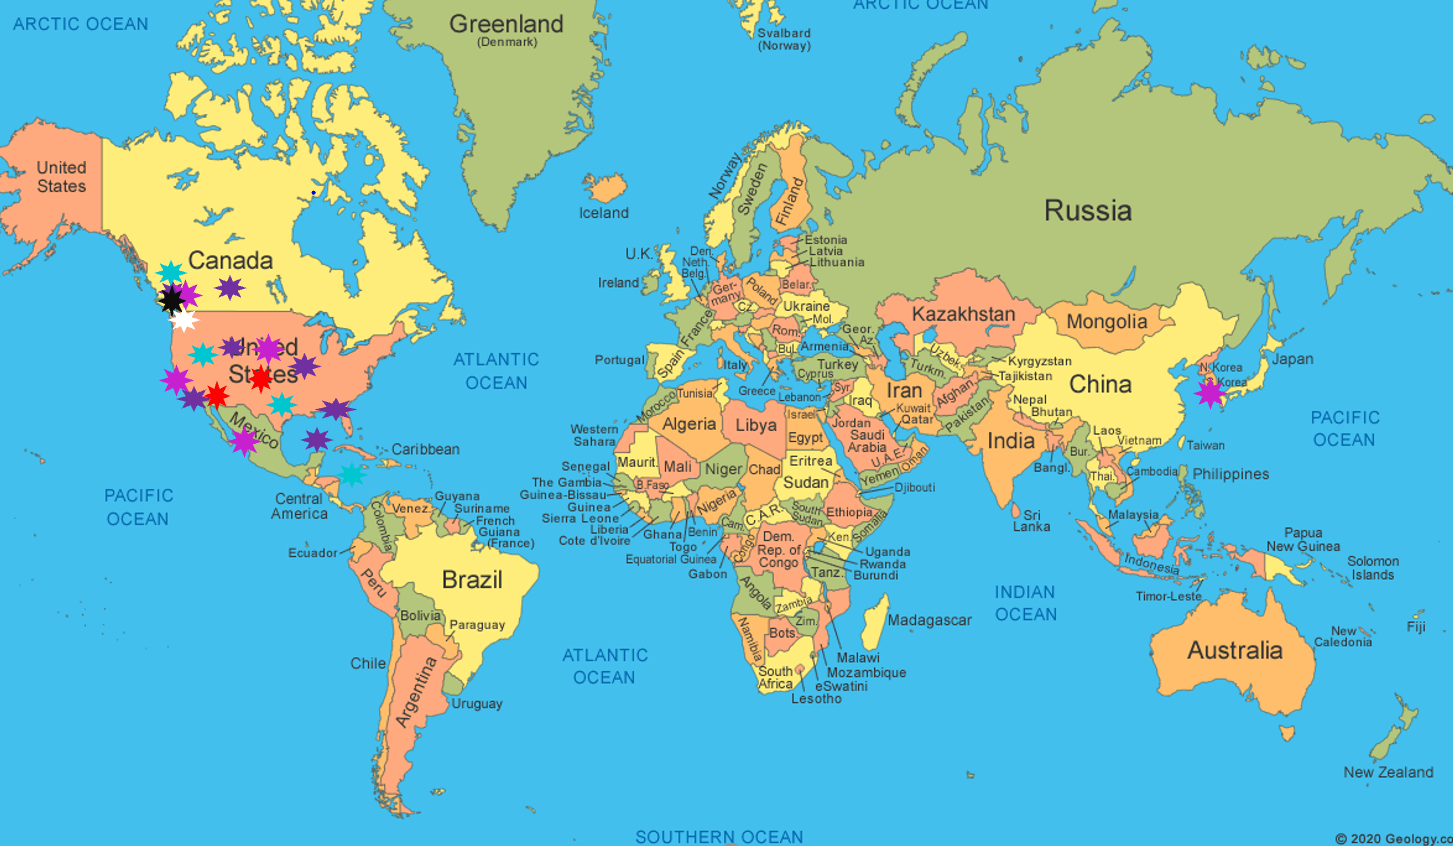 ARCTIC OCEAN
ARCTIC OCEAN
Greenland
(Denmark)
Svalbard
(Norway)
United
States
Canada
Iceland
Norway
Sweden
Finland
Russia
Estonia
Latvia
Lithuania
U.K.
Ireland
Den.
Neth.
Belg.
Ger-
many
Poland
Belar.
Cz.
Ukraine
Mol.
France
Rom.
Bul.
Geor.
Az.
Armenia
Portugal
Spain
Italy
Greece
Turkey
Cyprus
Lebanon
Syr.
Israel
Iraq
Iran
Kuwait
Qatar
Kazakhstan
Uzbek.
Turkm.
Kyrgyzstan
Tajikistan
Afghan.
Pakistan
Mongolia
China
N. Korea
Korea
Japan
United
States
Mexico
ATLANTIC
OCEAN
PACIFIC
OCEAN
Caribbean
Central
America
Morocco
Tunisia
Algeria
Libya
Egypt
Western
Sahara
Jordan
Saudi
Arabia
U.A.E.
Oman
Yemen
Nepal
Bhutan
India
Bangl.
Bur.
Laos
Vietnam
Thai.
Cambodia
Taiwan
Philippines
PACIFIC
OCEAN
Senegal
The Gambia
Guinea-Bissau
Guinea
Sierra Leone
Liberia
Cote d'Ivoire
Maurit.
Mali
Niger
Chad
Eritrea
Sudan
Djibouti
B.Faso
Nigeria
Ghana
Togo
Benin
Equatorial Guinea
Gabon
Cam.
C.A.R.
South
Sudan
Ethiopia
Somalia
Congo
Dem.
Rep. of
Congo
Ken.
Uganda
Rwanda
Burundi
Tanz.
Sri
Lanka
Malaysia
Indonesia
Timor-Leste
Papua
New Guinea
Solomon
Islands
Guyana
Suriname
French
Guiana
(France)
Venez.
Colombia
Ecuador
Peru
Brazil
Bolivia
Paraguay
Chile
Argentina
Uruguay
ATLANTIC
OCEAN
INDIAN
OCEAN
Angola
Zambia
Namibia
Bots.
Zim.
South
Africa
Madagascar
Malawi
Mozambique
eSwatini
Lesotho
Australia
New
Caledonia
Fiji
New Zealand
SOUTHERN OCEAN
© 2020 Geology.co